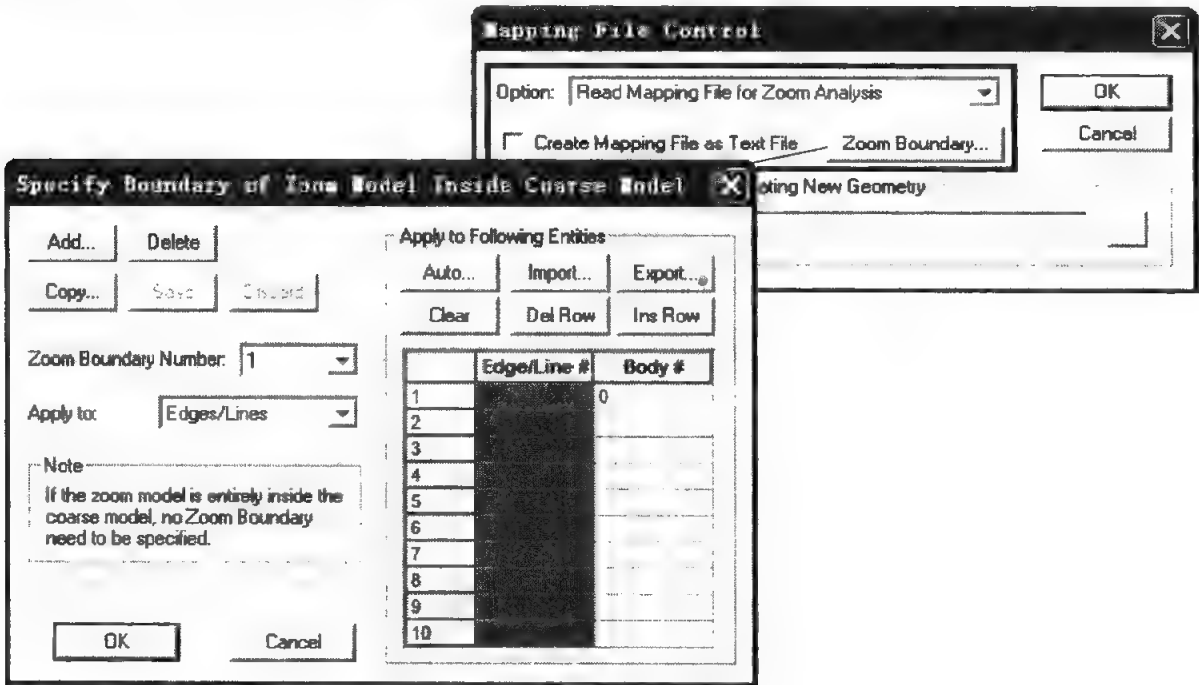 Mapping File Control
Option: Read Mapping File for Zoom Analysis
OK
Create Mapping File as Text File
Zoom Boundary...
Cancel
pting New Geometry
Specify Boundary of Zoom Model Inside Coarse Model
Add...
Delete
Copy...
Save
Discard
Zoom Boundary Number: 1
Apply to: Edges/Lines
Note
If the zoom model is entirely inside the
coarse model, no Zoom Boundary
need to be specified.
OK
Cancel
Apply to Following Entities
Auto...
Import...
Export...
Clear
Del Row
Ins Row
Edge/Line #
Body #
1 0
2
3
4
5
6
7
8
9
10